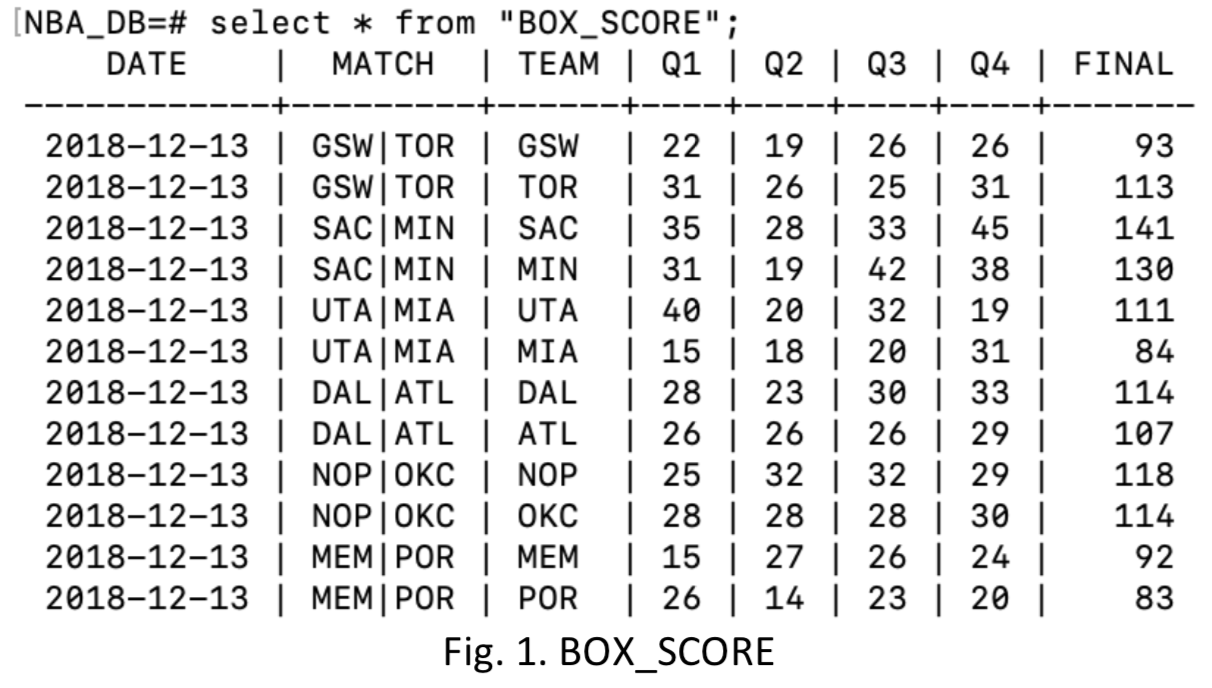 [NBA_DB=# select * from "BOX_SCORE";
DATE | MATCH | TEAM | Q1 | Q2 | Q3 | Q4 | FINAL
------------+---------+------+----+----+----+----+-------
2018-12-13 | GSW|TOR | GSW | 22 | 19 | 26 | 26 | 93
2018-12-13 | GSW|TOR | TOR | 31 | 26 | 25 | 31 | 113
2018-12-13 | SAC|MIN | SAC | 35 | 28 | 33 | 45 | 141
2018-12-13 | SAC|MIN | MIN | 31 | 19 | 42 | 38 | 130
2018-12-13 | UTA|MIA | UTA | 40 | 20 | 32 | 19 | 111
2018-12-13 | UTA|MIA | MIA | 15 | 18 | 20 | 31 | 84
2018-12-13 | DAL|ATL | DAL | 28 | 23 | 30 | 33 | 114
2018-12-13 | DAL|ATL | ATL | 26 | 26 | 26 | 29 | 107
2018-12-13 | NOP|OKC | NOP | 25 | 32 | 32 | 29 | 118
2018-12-13 | NOP|OKC | OKC | 28 | 28 | 28 | 30 | 114
2018-12-13 | MEM|POR | MEM | 15 | 27 | 26 | 24 | 92
2018-12-13 | MEM|POR | POR | 26 | 14 | 23 | 20 | 83
Fig. 1. BOX_SCORE